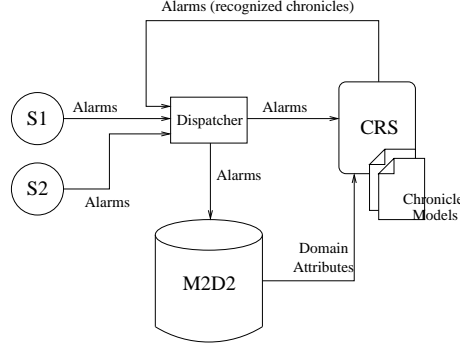 Alarms (recognized chronicles)
S1
Alarms
Dispatcher
Alarms
CRS
S2
Alarms
Alarms
Chronicle
Models
Domain
Attributes
M2D2